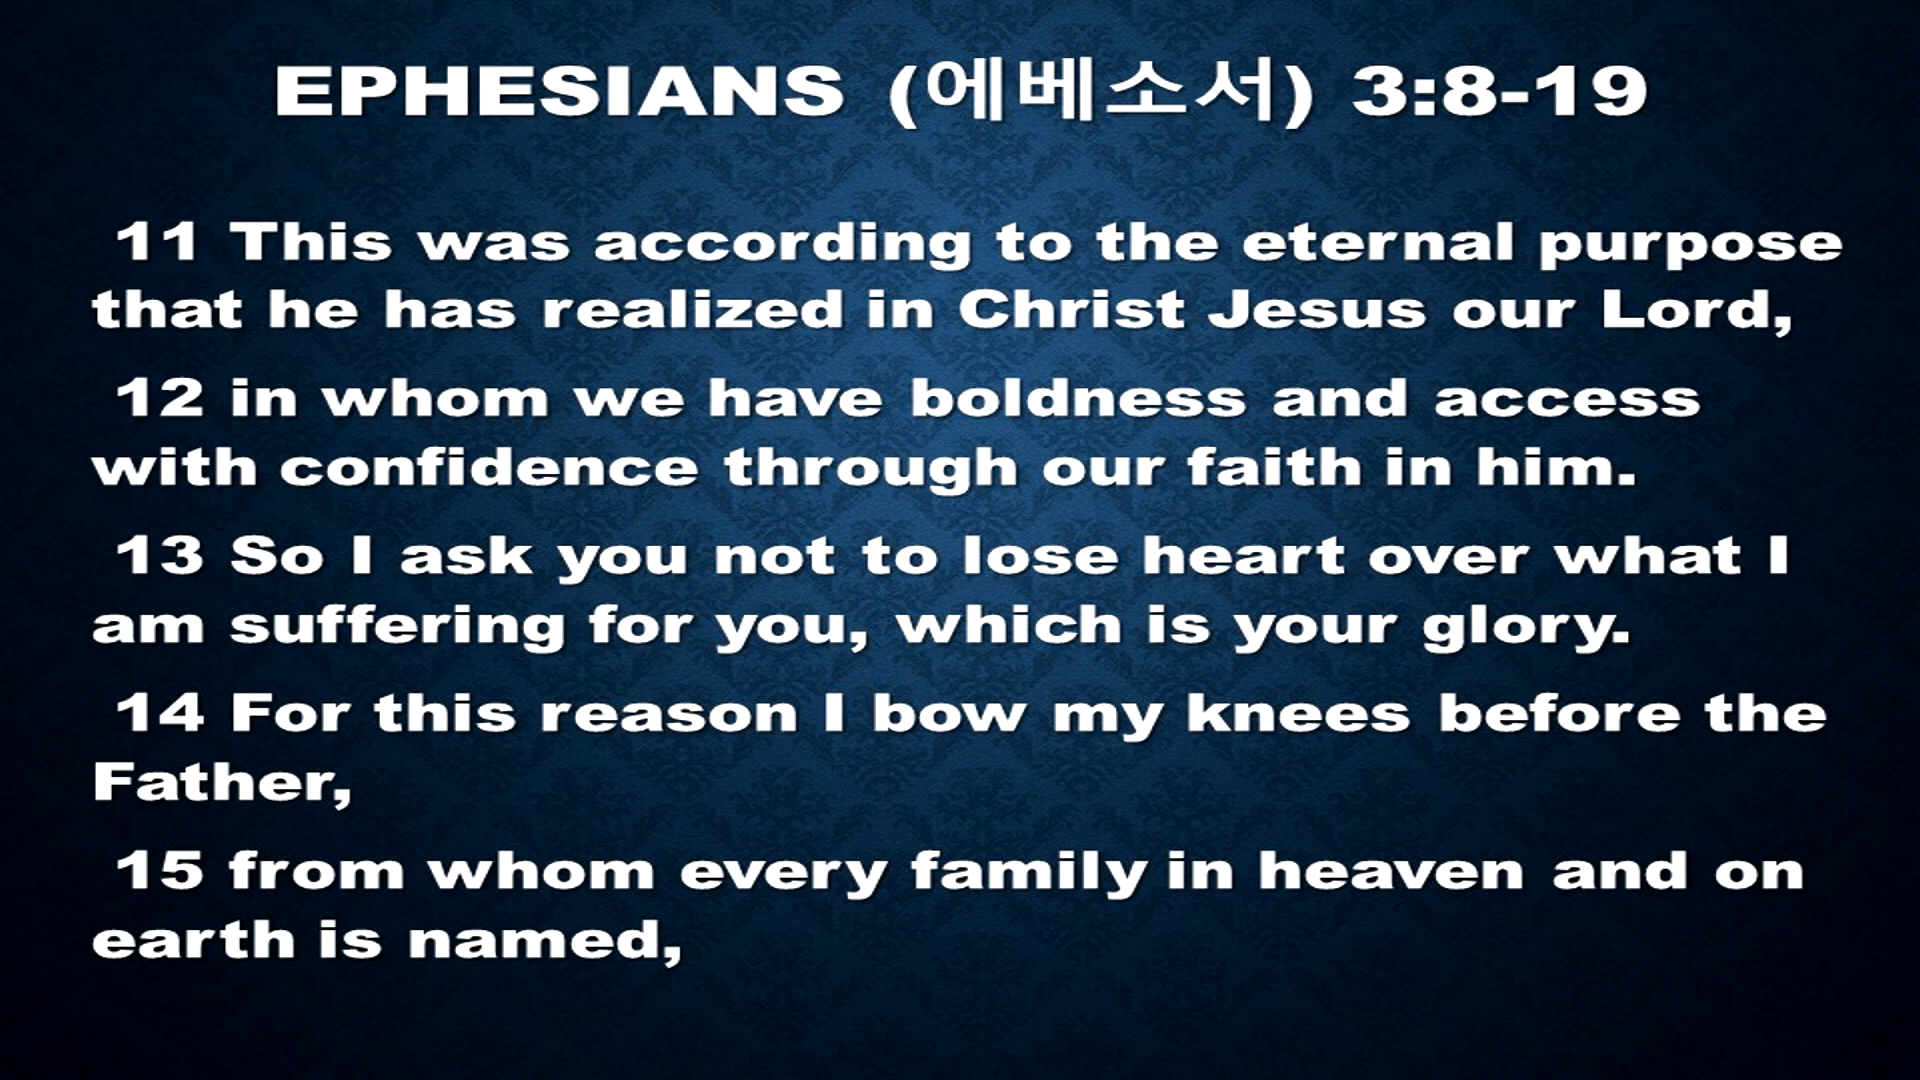 EPHESIANS (에베소서) 3:8-19
11 This was according to the eternal purpose
that he has realized in Christ Jesus our Lord,
12 in whom we have boldness and access
with confidence through our faith in him.
13 So I ask you not to lose heart over what I
am suffering for you, which is your glory.
14 For this reason I bow my knees before the
Father,
15 from whom every family in heaven and on
earth is named,